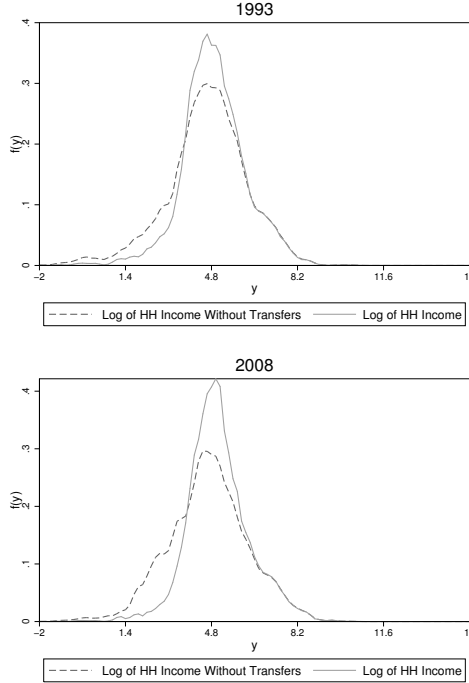 1993
.4
.3
.2
.1
0
f(y)
−2 1.4 4.8 8.2 11.6
y
Log of HH Income Without Transfers Log of HH Income
2008
.4
.3
.2
.1
0
f(y)
−2 1.4 4.8 8.2 11.6
y
Log of HH Income Without Transfers Log of HH Income